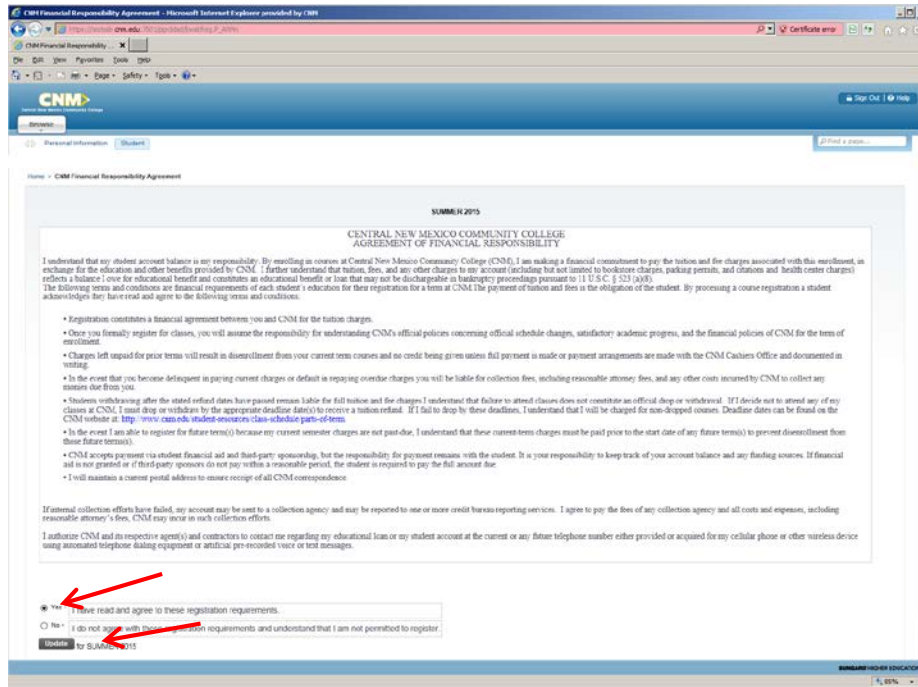 CNM Financial Responsibility Agreement - Microsoft Internet Explorer provided by CNM
Certificate error
CNM Financial Responsibility ...
File Edit View Favorites Tools Help
Page Safety Tools
CNM
Central New Mexico Community College
Sign Out | Help
Browse
Personal Information Student
Find a page...
Home > CNM Financial Responsibility Agreement
SUMMER 2015
CENTRAL NEW MEXICO COMMUNITY COLLEGE
AGREEMENT OF FINANCIAL RESPONSIBILITY
I understand that my student account balance is my responsibility. By enrolling in courses at Central New Mexico Community College (CNM), I am making a financial commitment to pay the tuition and fee charges associated with this enrollment, in
exchange for the education and other benefits provided by CNM. I further understand that tuition, fees, and any other charges to my account (including but not limited to bookstore charges, parking permits, and citations and health center charges)
reflects a balance I owe for educational benefit and constitutes an educational benefit or loan that may not be dischargeable in bankruptcy proceedings pursuant to 11 U.S.C. § 523 (a)(8).
The following terms and conditions are financial requirements of each student's education for their registration for a term at CNM.The payment of tuition and fees is the obligation of the student. By processing a course registration a student
acknowledges they have read and agree to the following terms and conditions:
• Registration constitutes a financial agreement between you and CNM for the tuition charges.
• Once you formally register for classes, you will assume the responsibility for understanding CNM's official policies concerning official schedule changes, satisfactory academic progress, and the financial policies of CNM for the term of
enrollment.
• Charges left unpaid for prior terms will result in disenrollment from your current term courses and no credit being given unless full payment is made or payment arrangements are made with the CNM Cashiers Office and documented in
writing.
• In the event that you become delinquent in paying current charges or default in repaying overdue charges you will be liable for collection fees, including reasonable attorney fees, and any other costs incurred by CNM to collect any
monies due from you.
• Students withdrawing after the stated refund dates have passed remain liable for full tuition and fee charges I understand that failure to attend classes does not constitute an official drop or withdrawal. If I decide not to attend any of my
classes at CNM, I must drop or withdraw by the appropriate deadline date(s) to receive a tuition refund. If I fail to drop by these deadlines, I understand that I will be charged for non-dropped courses. Deadline dates can be found on the
CNM website at: http://www.cnm.edu/student-resources/class-schedule/parts-of-term.
• In the event I am able to register for future term(s) because my current semester charges are not past-due, I understand that these current-term charges must be paid prior to the start date of any future term(s) to prevent disenrollment from
those future term(s).
• CNM accepts payment via student financial aid and third-party sponsorship, but the responsibility for payment remains with the student. It is your responsibility to keep track of your account balance and any funding sources. If financial
aid is not granted or if third-party sponsors do not pay within a reasonable period, the student is required to pay the full amount due
• I will maintain a current postal address to ensure receipt of all CNM correspondence
If internal collection efforts have failed, my account may be sent to a collection agency and may be reported to one or more credit bureau reporting services. I agree to pay the fees of any collection agency and all costs and expenses, including
reasonable attorney's fees, CNM may incur in such collection efforts.
I authorize CNM and its respective agent(s) and contractors to contact me regarding my educational loan or my student account at the current or any future telephone number either provided or acquired for my cellular phone or other wireless device
using automated telephone dialing equipment or artificial pre-recorded voice or text messages.
Yes I have read and agree to these registration requirements.
No - I do not agree with these registration requirements and understand that I am not permitted to register.
Update for SUMMER 2015
SUNGARD HIGHER EDUCATION
85%